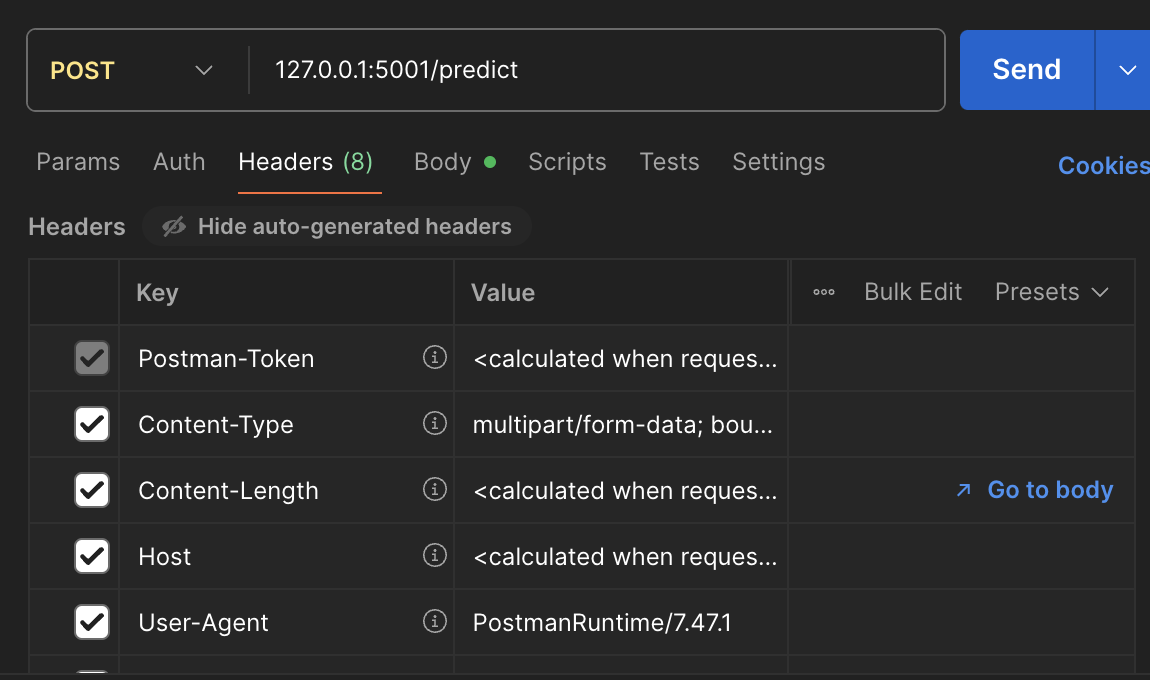 POST 127.0.0.1:5001/predict Send
Params Auth Headers (8) Body Scripts Tests Settings Cookies
Headers Hide auto-generated headers
Key Value Bulk Edit Presets
Postman-Token <calculated when reques...
Content-Type multipart/form-data; bou...
Content-Length <calculated when reques... Go to body
Host <calculated when reques...
User-Agent PostmanRuntime/7.47.1